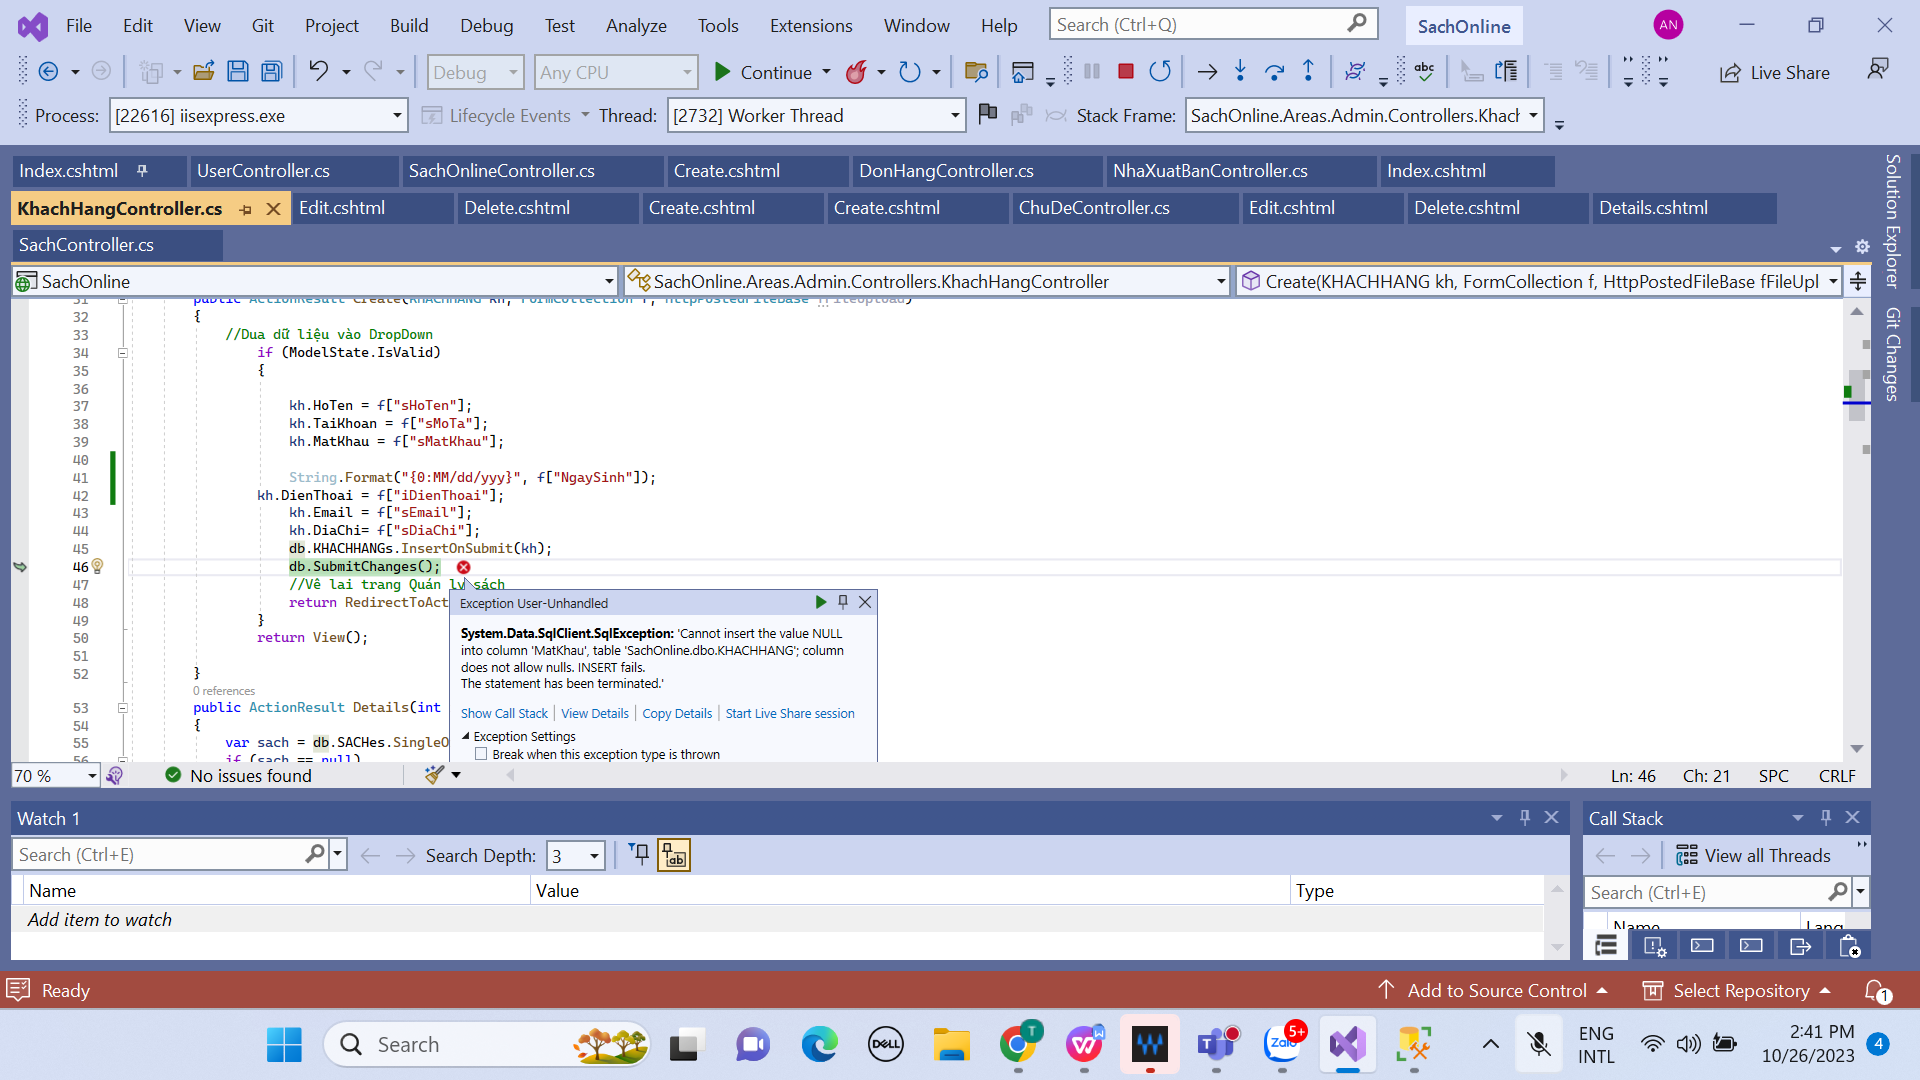 File Edit View Git Project Build Debug Test Analyze Tools Extensions Window Help Search (Ctrl+Q) SachOnline AN
Debug Any CPU Continue Live Share
Process: [22616] iisexpress.exe Lifecycle Events Thread: [2732] Worker Thread Stack Frame: SachOnline.Areas.Admin.Controllers.Khach
Index.cshtml UserController.cs SachOnlineController.cs Create.cshtml DonHangController.cs NhaXuatBanController.cs Index.cshtml
KhachHangController.cs Edit.cshtml Delete.cshtml Create.cshtml Create.cshtml ChuDeController.cs Edit.cshtml Delete.cshtml Details.cshtml
SachController.cs
Solution Explorer
Git Changes
SachOnline SachOnline.Areas.Admin.Controllers.KhachHangController Create(KHACHHANG kh, FormCollection f, HttpPostedFileBase fFileUpl
31 public ActionResult Create(KHACHHANG kh, FormCollection f, HttpPostedFileBase fFileUpload)
32 {
33 //Dua dữ liệu vào DropDown
34 if (ModelState.IsValid)
35 {
36
37 kh.HoTen = f["sHoTen"];
38 kh.TaiKhoan = f["sMoTa"];
39 kh.MatKhau = f["sMatKhau"];
40
41 String.Format("{0:MM/dd/yyy}", f["NgaySinh"]);
42 kh.DienThoai = f["iDienThoai"];
43 kh.Email = f["sEmail"];
44 kh.DiaChi= f["sDiaChi"];
45 db.KHACHHANGs.InsertOnSubmit(kh);
46 db.SubmitChanges();
47 //Về lai trang Quản lý sách
48 return RedirectToAct
49 }
50 return View();
51
52 }
0 references
53 public ActionResult Details(int
54 {
55 var sach = db.SACHes.SingleO
56 if (sach == null)
Exception User-Unhandled
System.Data.SqlClient.SqlException: 'Cannot insert the value NULL
into column 'MatKhau', table 'SachOnline.dbo.KHACHHANG'; column
does not allow nulls. INSERT fails.
The statement has been terminated.'
Show Call Stack View Details Copy Details Start Live Share session
Exception Settings
Break when this exception type is thrown
70 % No issues found Ln: 46 Ch: 21 SPC CRLF
Watch 1
Search (Ctrl+E) Search Depth: 3
Name Value Type
Add item to watch
Call Stack
View all Threads
Search (Ctrl+E)
Name Lang
Ready Add to Source Control Select Repository 1
Search DELL T W Zalo 5+ ENG INTL 2:41 PM 10/26/2023 4